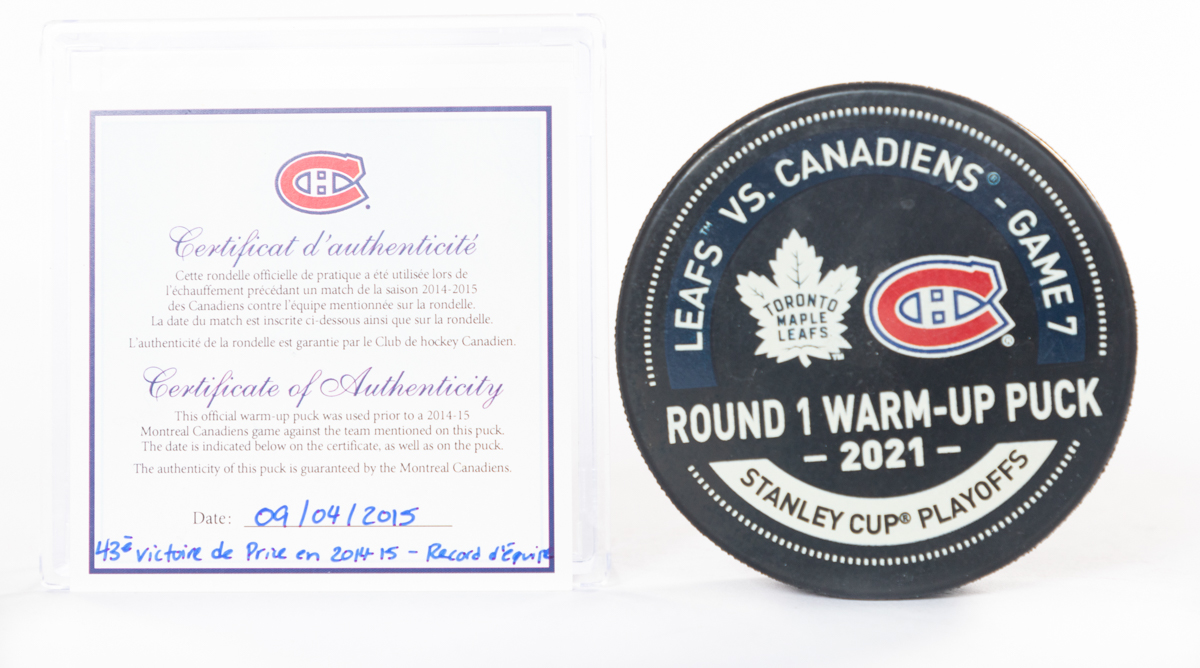 Certificat d'authenticité
Cette rondelle officielle de pratique a été utilisée lors de
l'échauffement précédant un match de la saison 2014-2015
des Canadiens contre l'équipe mentionnée sur la rondelle.
La date du match est inscrite ci-dessous ainsi que sur la rondelle.
L'authenticité de la rondelle est garantie par le Club de hockey Canadien.
Certificate of Authenticity
This official warm-up puck was used prior to a 2014-15
Montreal Canadiens game against the team mentioned on this puck.
The date is indicated below on the certificate, as well as on the puck.
The authenticity of this puck is guaranteed by the Montreal Canadiens.
Date: 09/04/2015
43e victoire de Price en 2014-15 - Record d'Équipe
LEAFS™ VS. CANADIENS® - GAME 7
TORONTO
MAPLE
LEAFS
TM
®
ROUND 1 WARM-UP PUCK
- 2021 -
STANLEY CUP® PLAYOFFS